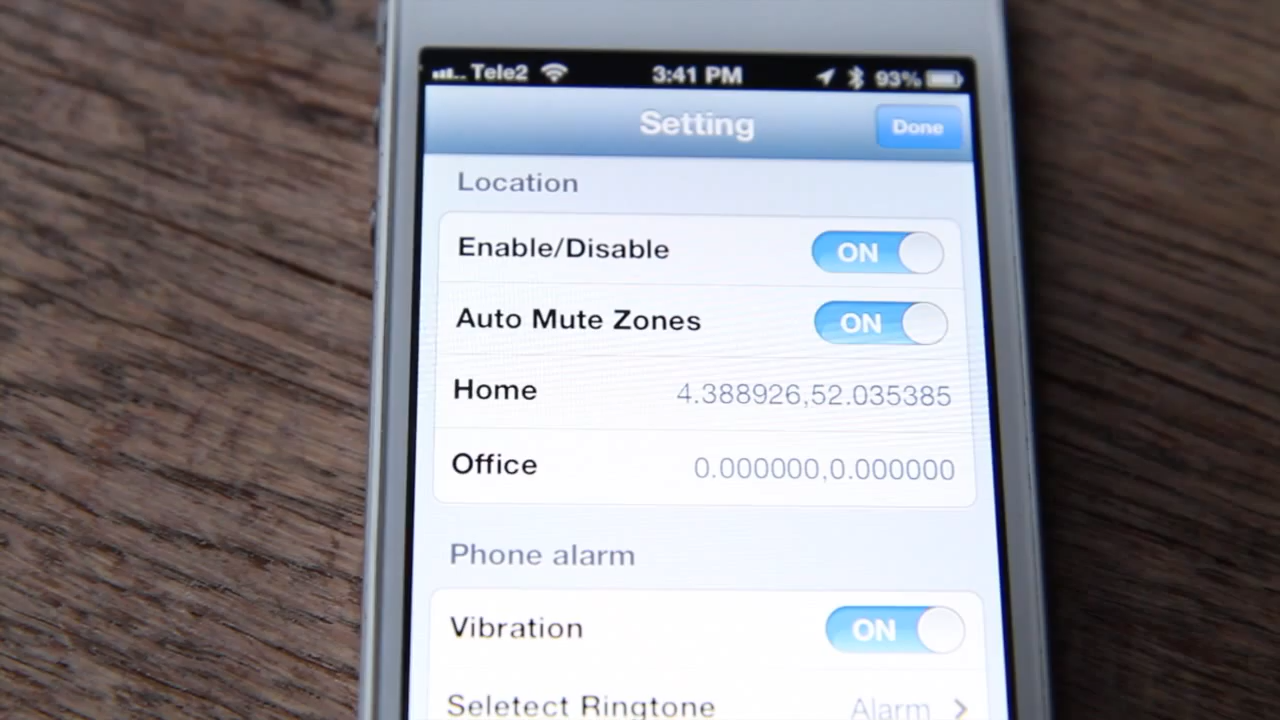 Tele2 3:41 PM 93%
Setting Done
Location
Enable/Disable ON
Auto Mute Zones ON
Home 4.388926,52.035385
Office 0.000000,0.000000
Phone alarm
Vibration ON
Seletect Ringtone Alarm